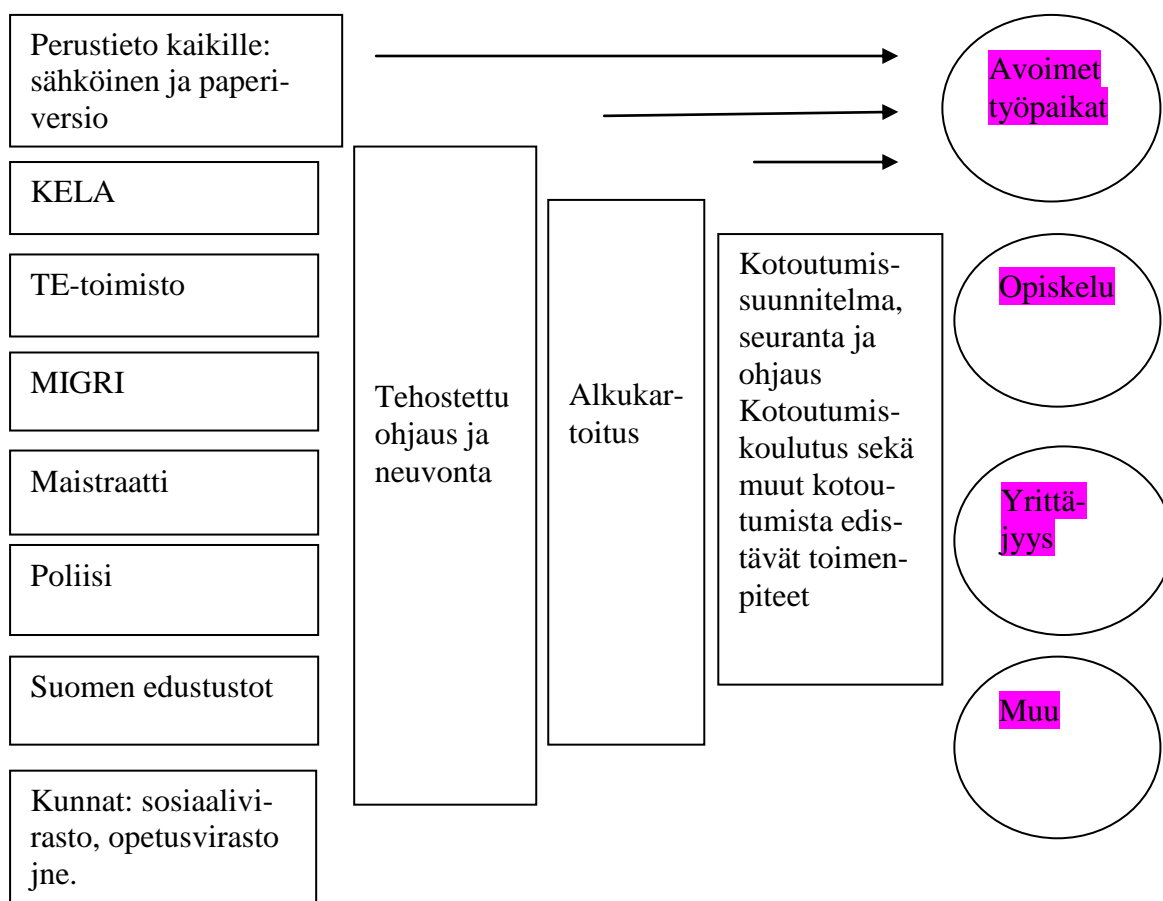 Perustieto kaikille:
sähköinen ja paperi-
versio
KELA
TE-toimisto
MIGRI
Maistraatti
Poliisi
Suomen edustustot
Kunnat: sosiaalivi-
rasto, opetusvirasto
jne.
Tehostettu
ohjaus ja
neuvonta
Alkukar-
toitus
Kotoutumis-
suunnitelma,
seuranta ja
ohjaus
Kotoutumis-
koulutus sekä
muut kotou-
tumista edis-
tävät toimen-
piteet
Avoimet
työpaikat
Opiskelu
Yrittä-
jyys
Muu